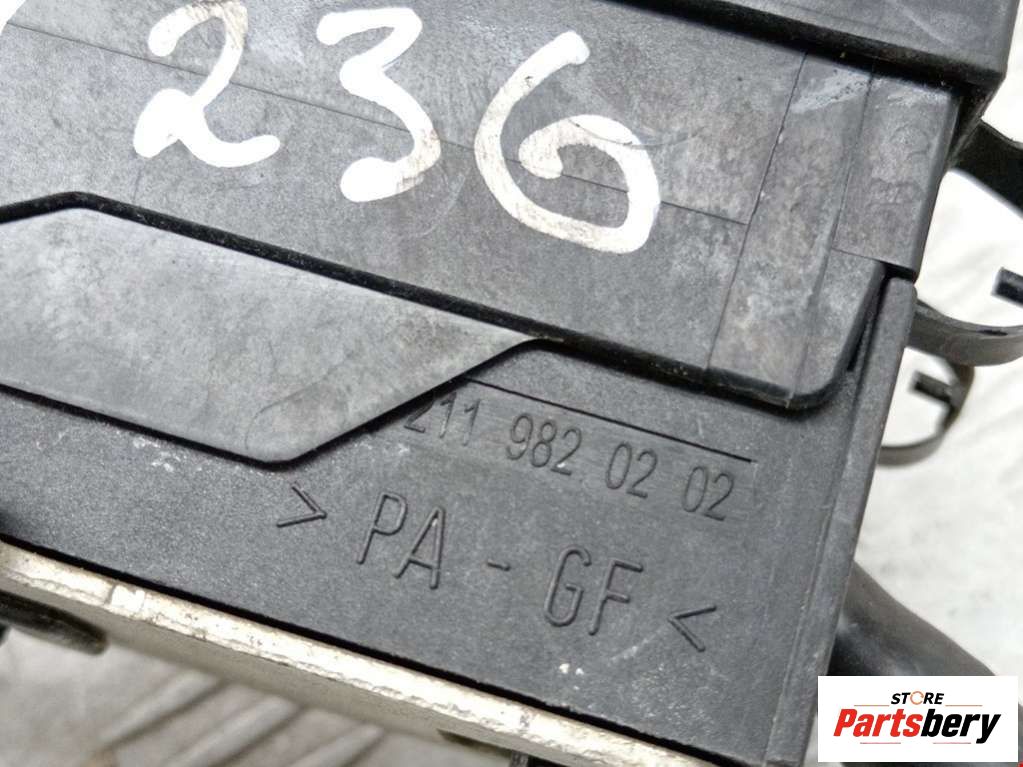 236
211 982 02 02
> PA - GF <
STORE
Partsbery